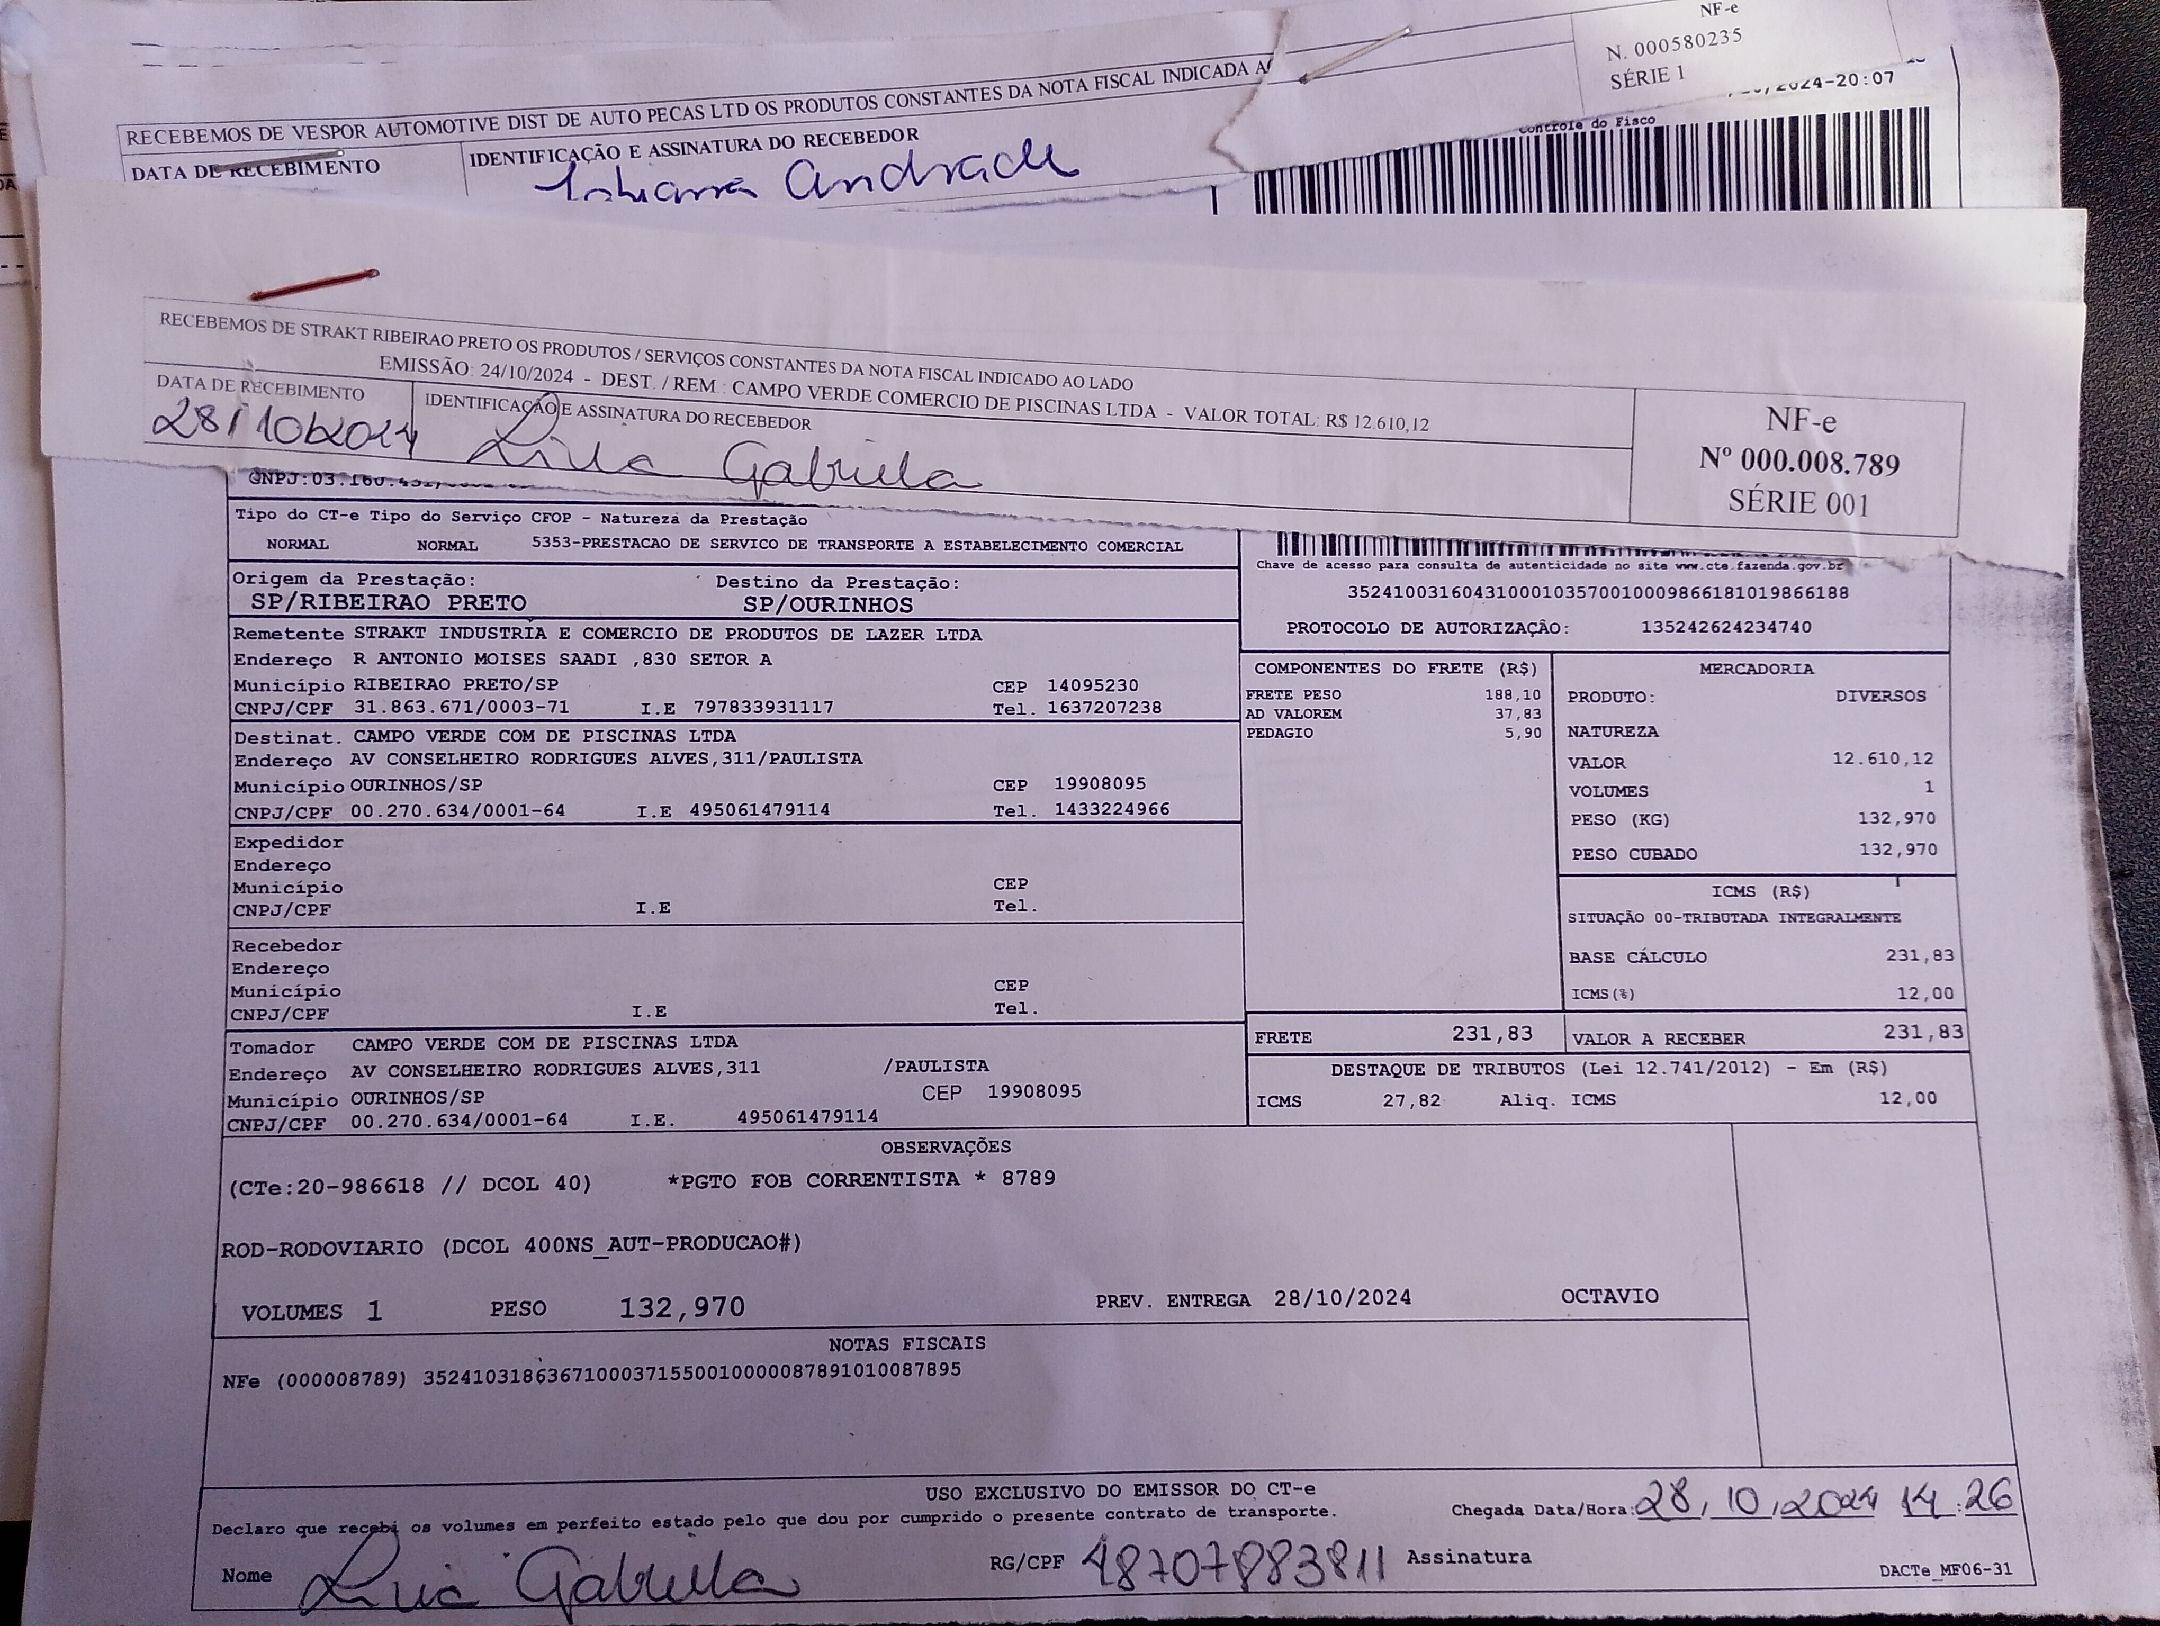 NF-e
N. 000580235
SÉRIE 1
RECEBEMOS DE VESPOR AUTOMOTIVE DIST DE AUTO PECAS LTD OS PRODUTOS CONSTANTES DA NOTA FISCAL INDICADA
DATA DE RECEBIMENTO
IDENTIFICAÇÃO E ASSINATURA DO RECEBEDOR
Andrade
2024-20:07
Controle do Fisco
RECEBEMOS DE STRAKT RIBEIRAO PRETO OS PRODUTOS / SERVIÇOS CONSTANTES DA NOTA FISCAL INDICADO AO LADO
EMISSÃO: 24/10/2024 - DEST. / REM.: CAMPO VERDE COMERCIO DE PISCINAS LTDA - VALOR TOTAL: R$ 12.610,12
DATA DE RECEBIMENTO
IDENTIFICAÇÃO E ASSINATURA DO RECEBEDOR
28/10/2024 Gabriela
NF-e
Nº 000.008.789
SÉRIE 001
CNPJ:03.160.431
Tipo do CT-e Tipo do Serviço CFOP - Natureza da Prestação
NORMAL NORMAL 5353-PRESTACAO DE SERVICO DE TRANSPORTE A ESTABELECIMENTO COMERCIAL
Chave de acesso para consulta de autenticidade no site www.cte.fazenda.gov.br
35241003160431000103570010009866181019866188
PROTOCOLO DE AUTORIZAÇÃO: 135242624234740
Origem da Prestação: Destino da Prestação:
SP/RIBEIRAO PRETO SP/OURINHOS
Remetente STRAKT INDUSTRIA E COMERCIO DE PRODUTOS DE LAZER LTDA
Endereço R ANTONIO MOISES SAADI ,830 SETOR A
Município RIBEIRAO PRETO/SP CEP 14095230
CNPJ/CPF 31.863.671/0003-71 I.E 797833931117 Tel. 1637207238
Destinat. CAMPO VERDE COM DE PISCINAS LTDA
Endereço AV CONSELHEIRO RODRIGUES ALVES,311/PAULISTA
Município OURINHOS/SP CEP 19908095
CNPJ/CPF 00.270.634/0001-64 I.E 495061479114 Tel. 1433224966
Expedidor
Endereço
Município CEP
CNPJ/CPF I.E Tel.
Recebedor
Endereço
Município CEP
CNPJ/CPF I.E Tel.
Tomador CAMPO VERDE COM DE PISCINAS LTDA
Endereço AV CONSELHEIRO RODRIGUES ALVES,311 /PAULISTA
Município OURINHOS/SP CEP 19908095
CNPJ/CPF 00.270.634/0001-64 I.E. 495061479114
COMPONENTES DO FRETE (R$)
FRETE PESO 188,10
AD VALOREM 37,83
PEDAGIO 5,90
MERCADORIA
PRODUTO: DIVERSOS
NATUREZA
VALOR 12.610,12
VOLUMES 1
PESO (KG) 132,970
PESO CUBADO 132,970
ICMS (R$)
SITUAÇÃO 00-TRIBUTADA INTEGRALMENTE
BASE CÁLCULO 231,83
ICMS(%) 12,00
FRETE 231,83 VALOR A RECEBER 231,83
DESTAQUE DE TRIBUTOS (Lei 12.741/2012) - Em (R$)
ICMS 27,82 Aliq. ICMS 12,00
OBSERVAÇÕES
(CTe:20-986618 // DCOL 40) *PGTO FOB CORRENTISTA * 8789
ROD-RODOVIARIO (DCOL 400NS_AUT-PRODUCAO#)
VOLUMES 1 PESO 132,970 PREV. ENTREGA 28/10/2024 OCTAVIO
NOTAS FISCAIS
NFe (000008789) 35241031863671000371550010000087891010087895
USO EXCLUSIVO DO EMISSOR DO CT-e
Declaro que recebi os volumes em perfeito estado pelo que dou por cumprido o presente contrato de transporte. Chegada Data/Hora: 28/10/2024 14:26
Nome Gabriella RG/CPF 48707883811 Assinatura
DACTe_MF06-31